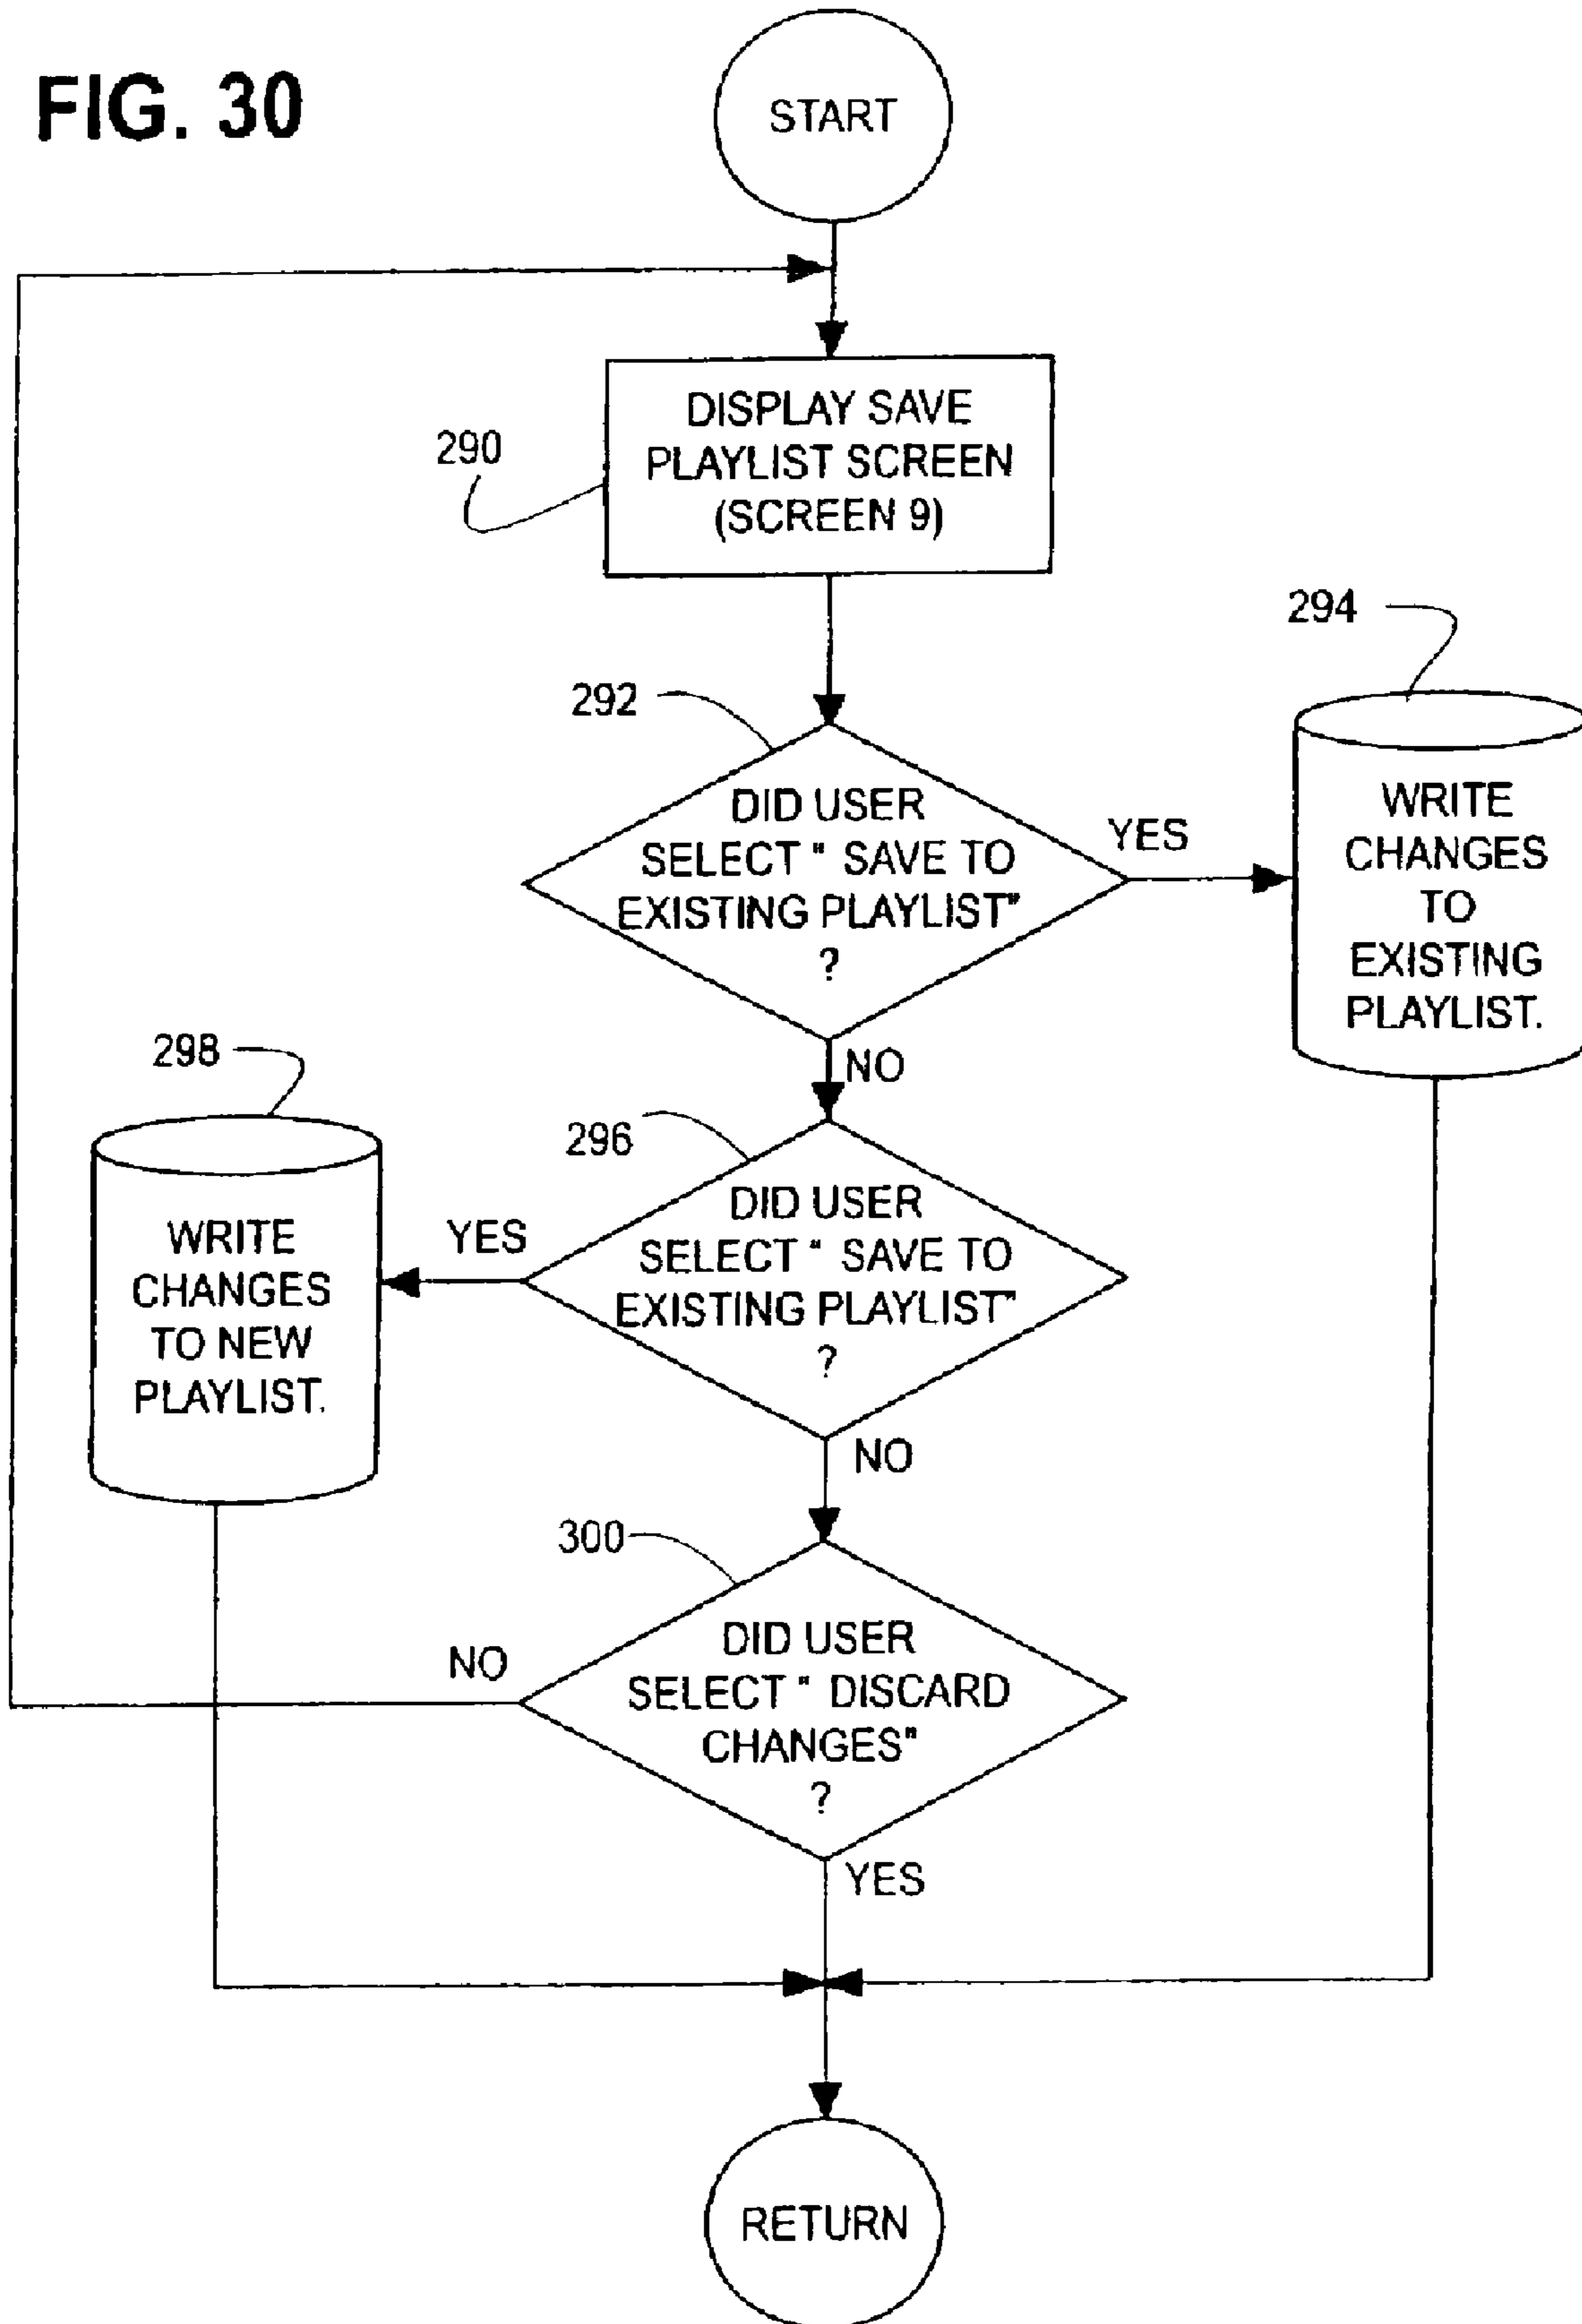 FIG. 30
START
290
DISPLAY SAVE
PLAYLIST SCREEN
(SCREEN 9)
292
DID USER
SELECT " SAVE TO
EXISTING PLAYLIST"
?
YES
294
WRITE
CHANGES
TO
EXISTING
PLAYLIST.
NO
296
DID USER
SELECT " SAVE TO
EXISTING PLAYLIST"
?
YES
298
WRITE
CHANGES
TO NEW
PLAYLIST.
NO
300
DID USER
SELECT " DISCARD
CHANGES"
?
NO
YES
RETURN